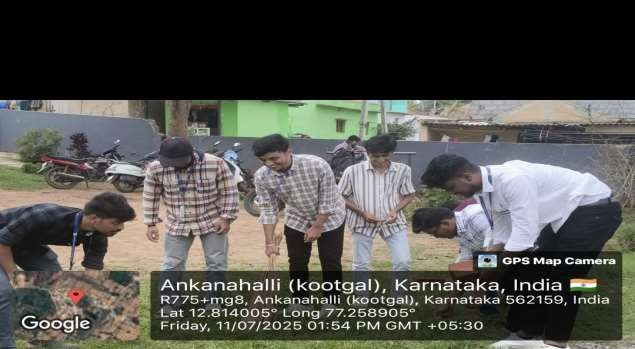 GPS Map Camera
Ankanahalli (kootgal), Karnataka, India 🇮🇳
R775+mg8, Ankanahalli (kootgal), Karnataka 562159, India
Lat 12.814005° Long 77.258905°
Friday, 11/07/2025 01:54 PM GMT +05:30
Google